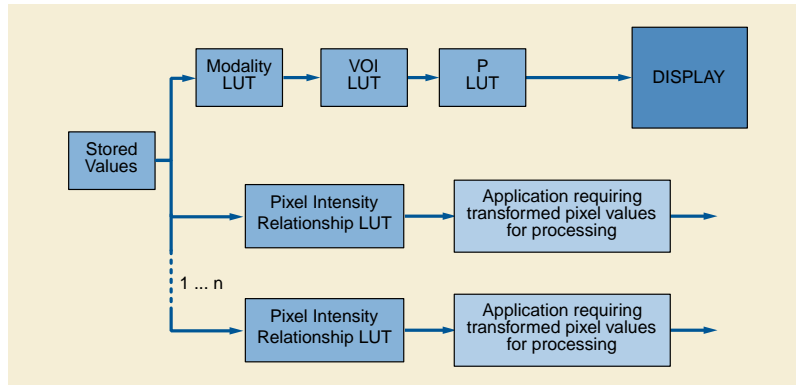 Modality
LUT
VOI
LUT
P
LUT
DISPLAY
Stored
Values
Pixel Intensity
Relationship LUT
Application requiring
transformed pixel values
for processing
1 ... n
Pixel Intensity
Relationship LUT
Application requiring
transformed pixel values
for processing